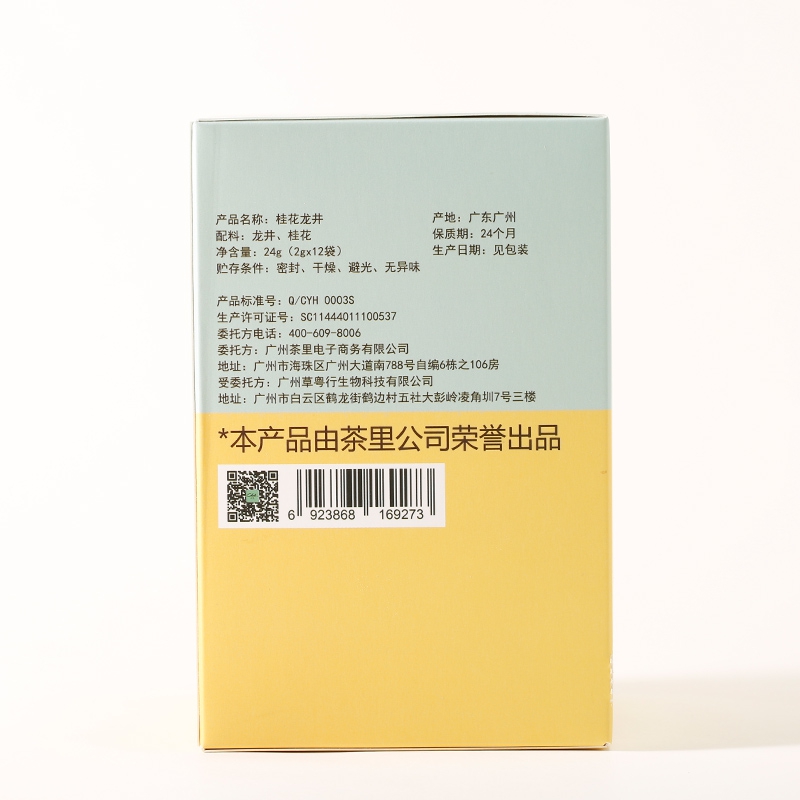 产品名称：桂花龙井
产地：广东广州
配料：龙井、桂花
保质期：24个月
净含量：24g（2gx12袋）
生产日期：见包装
贮存条件：密封、干燥、避光、无异味
产品标准号：Q/CYH 0003S
生产许可证号：SC11444011100537
委托方电话：400-609-8006
委托方：广州茶里电子商务有限公司
地址：广州市海珠区广州大道南788号自编6栋之106房
受委托方：广州草粤行生物科技有限公司
地址：广州市白云区鹤龙街鹤边村五社大彭岭凌角圳7号三楼
*本产品由茶里公司荣誉出品
6 923868 169273